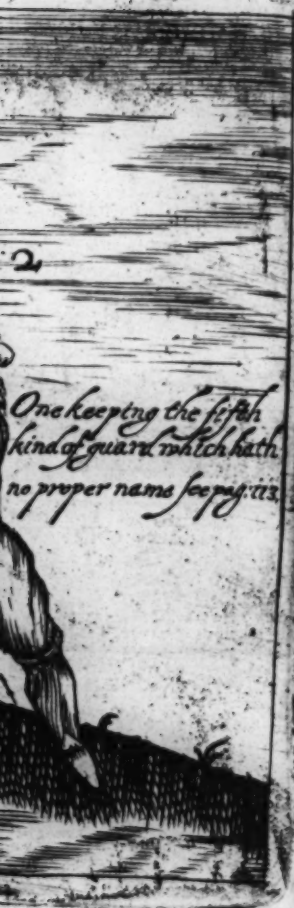 2
One keeping the fifth
kind of guard which hath
no proper name see pag: 113